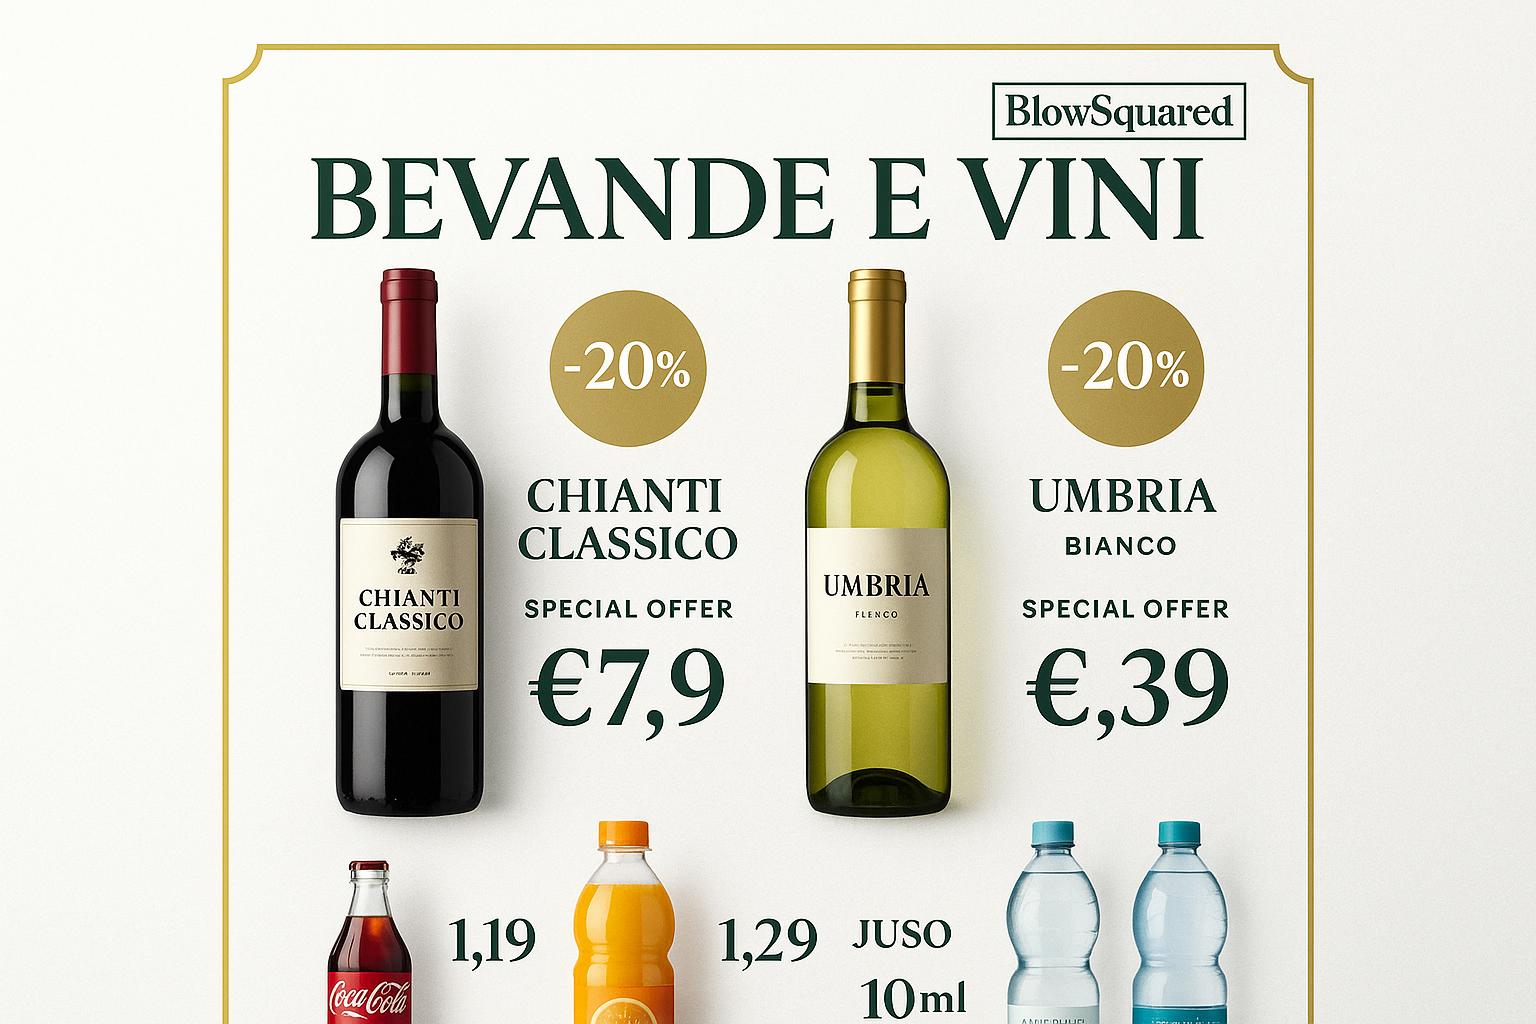 BlowSquared
BEVANDE E VINI
-20%
CHIANTI
CLASSICO
SPECIAL OFFER
€7,9
CHIANTI
CLASSICO
-20%
UMBRIA
BIANCO
SPECIAL OFFER
€,39
UMBRIA
FLENCO
Coca Cola
1,19
1,29
JUSO
10ml